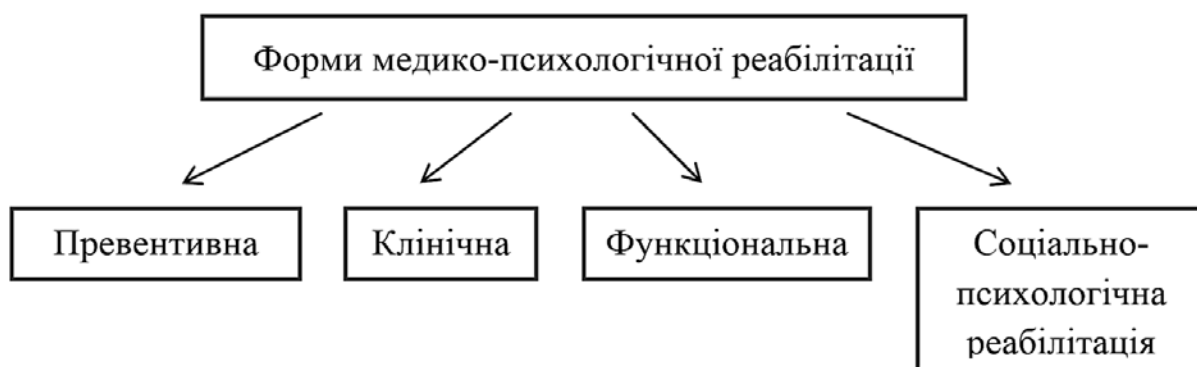 Форми медико-психологічної реабілітації
Превентивна
Клінічна
Функціональна
Соціально-
психологічна
реабілітація